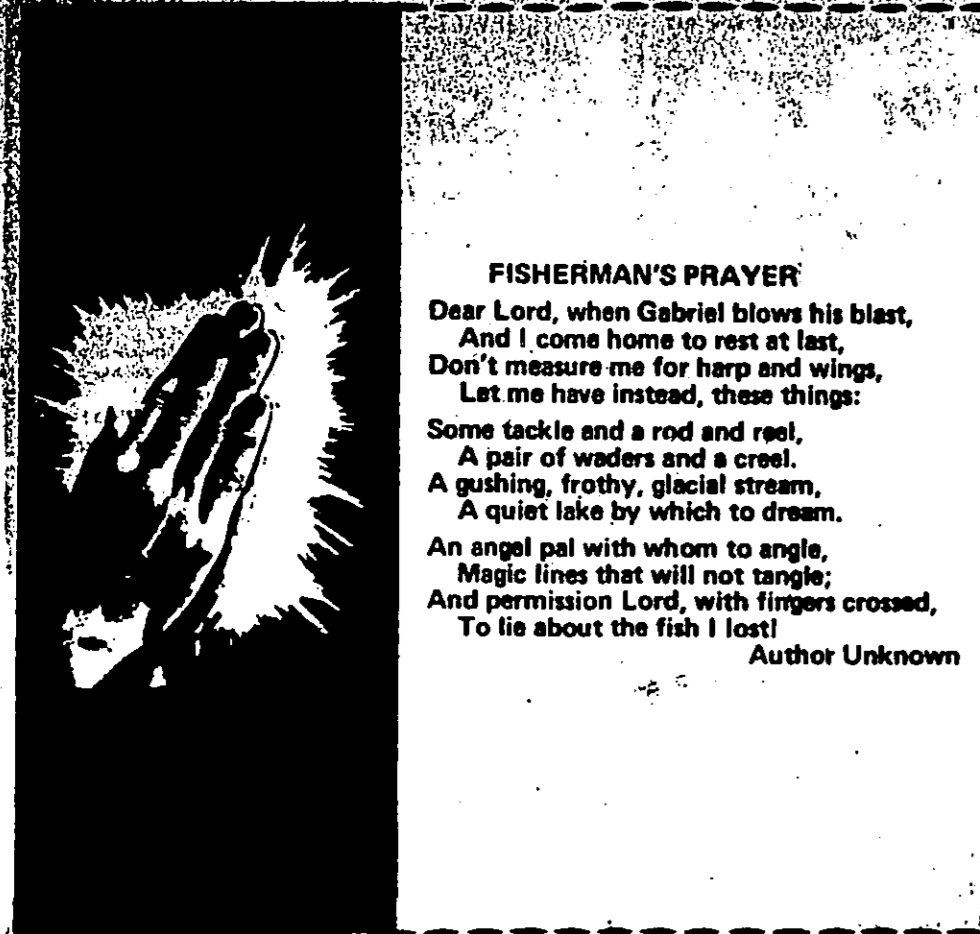 FISHERMAN'S PRAYER
Dear Lord, when Gabriel blows his blast,
And I come home to rest at last,
Don't measure me for harp and wings,
Let me have instead, these things:
Some tackle and a rod and reel,
A pair of waders and a creel.
A gushing, frothy, glacial stream,
A quiet lake by which to dream.
An angel pal with whom to angle,
Magic lines that will not tangle;
And permission Lord, with fingers crossed,
To lie about the fish I lost!
Author Unknown